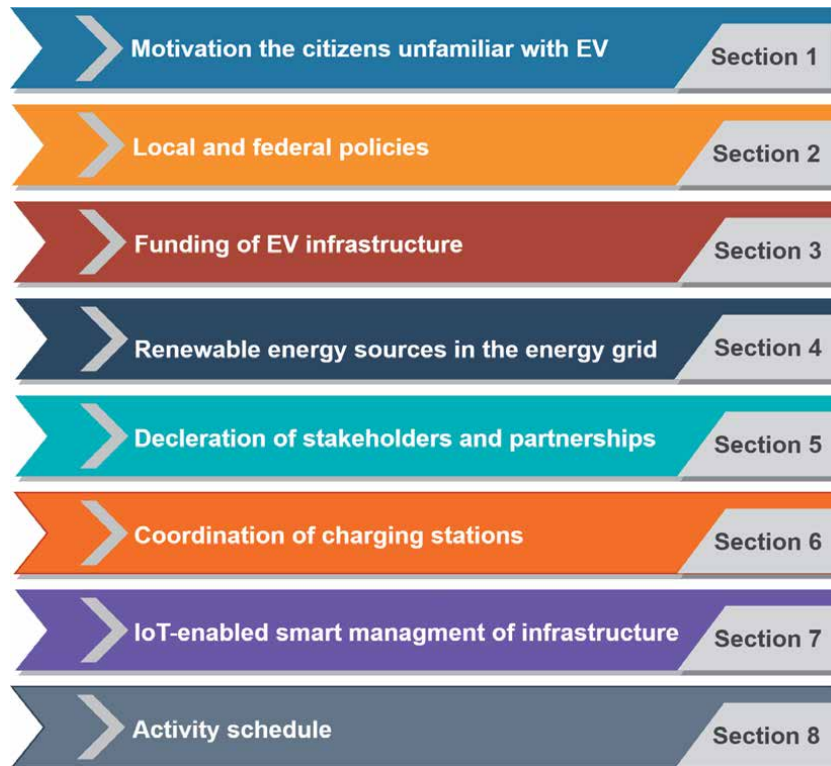 Motivation the citizens unfamiliar with EV
Section 1
Local and federal policies
Section 2
Funding of EV infrastructure
Section 3
Renewable energy sources in the energy grid
Section 4
Decleration of stakeholders and partnerships
Section 5
Coordination of charging stations
Section 6
IoT-enabled smart managment of infrastructure
Section 7
Activity schedule
Section 8